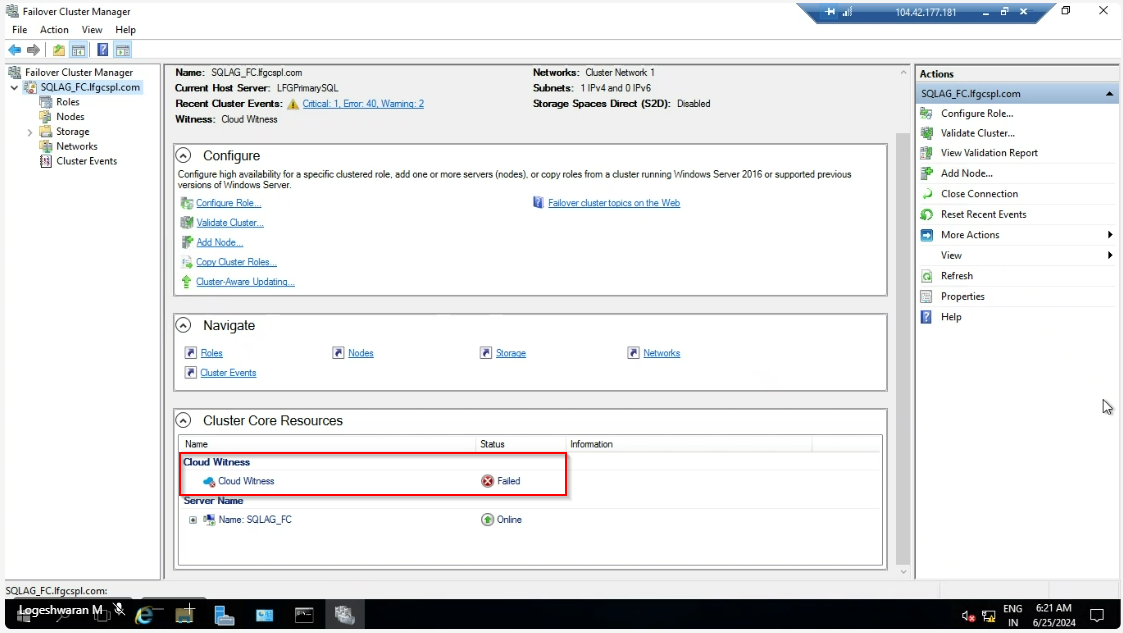 Failover Cluster Manager
104.42.177.181
File Action View Help
Failover Cluster Manager
SQLAG_FC.lfgcspl.com
Roles
Nodes
Storage
Networks
Cluster Events
Name: SQLAG_FC.lfgcspl.com
Current Host Server: LFGPrimarySQL
Recent Cluster Events: Critical: 1, Error: 40, Warning: 2
Witness: Cloud Witness
Networks: Cluster Network 1
Subnets: 1 IPv4 and 0 IPv6
Storage Spaces Direct (S2D): Disabled
Configure
Configure high availability for a specific clustered role, add one or more servers (nodes), or copy roles from a cluster running Windows Server 2016 or supported previous
versions of Windows Server.
Configure Role...
Validate Cluster...
Add Node...
Copy Cluster Roles...
Cluster-Aware Updating...
Failover cluster topics on the Web
Navigate
Roles Nodes Storage Networks
Cluster Events
Cluster Core Resources
Name Status Information
Cloud Witness
Cloud Witness Failed
Server Name
Name: SQLAG_FC Online
Actions
SQLAG_FC.lfgcspl.com
Configure Role...
Validate Cluster...
View Validation Report
Add Node...
Close Connection
Reset Recent Events
More Actions
View
Refresh
Properties
Help
SQLAG_FC.lfgcspl.com:
Logeshwaran M
ENG
IN
6:21 AM
6/25/2024